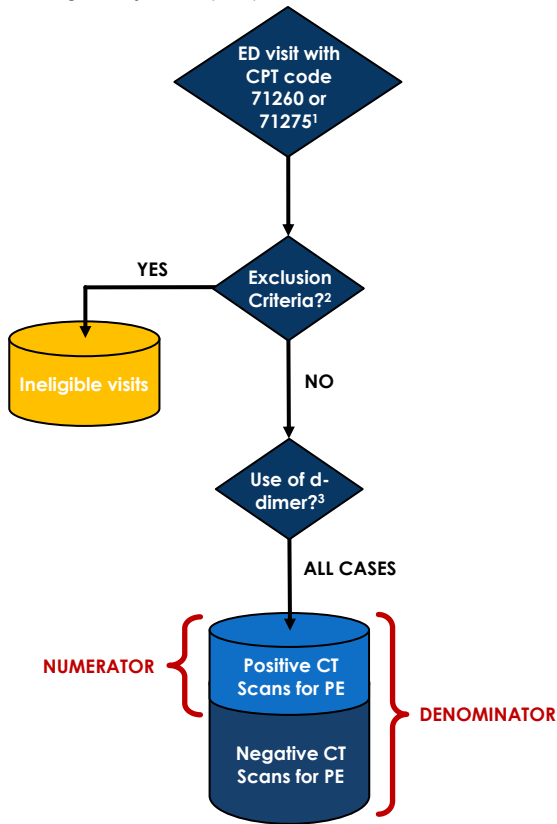 ED visit with
CPT code
71260 or
71275¹
YES
Exclusion
Criteria?²
Ineligible visits
NO
Use of d-
dimer?³
ALL CASES
NUMERATOR
Positive CT
Scans for PE
DENOMINATOR
Negative CT
Scans for PE